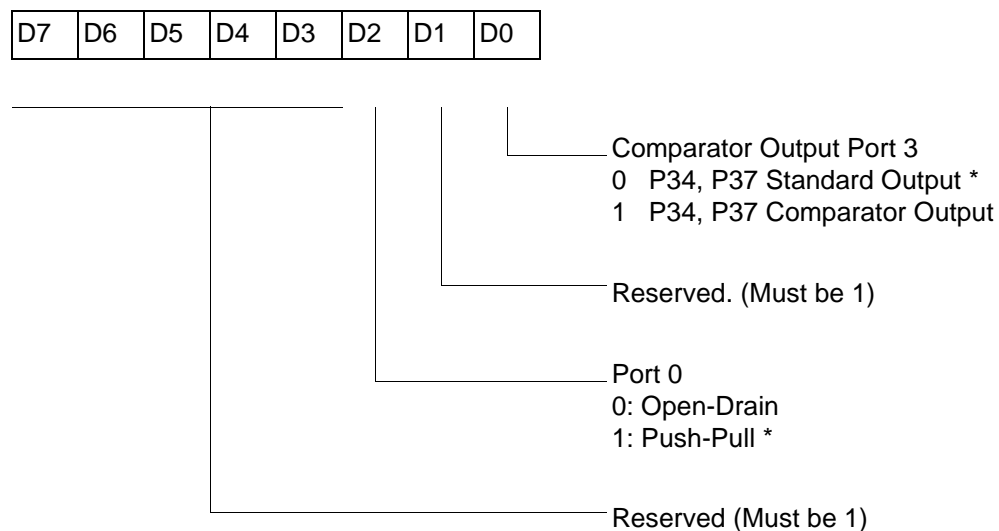 D7 D6 D5 D4 D3 D2 D1 D0
Comparator Output Port 3
0 P34, P37 Standard Output *
1 P34, P37 Comparator Output
Reserved. (Must be 1)
Port 0
0: Open-Drain
1: Push-Pull *
Reserved (Must be 1)